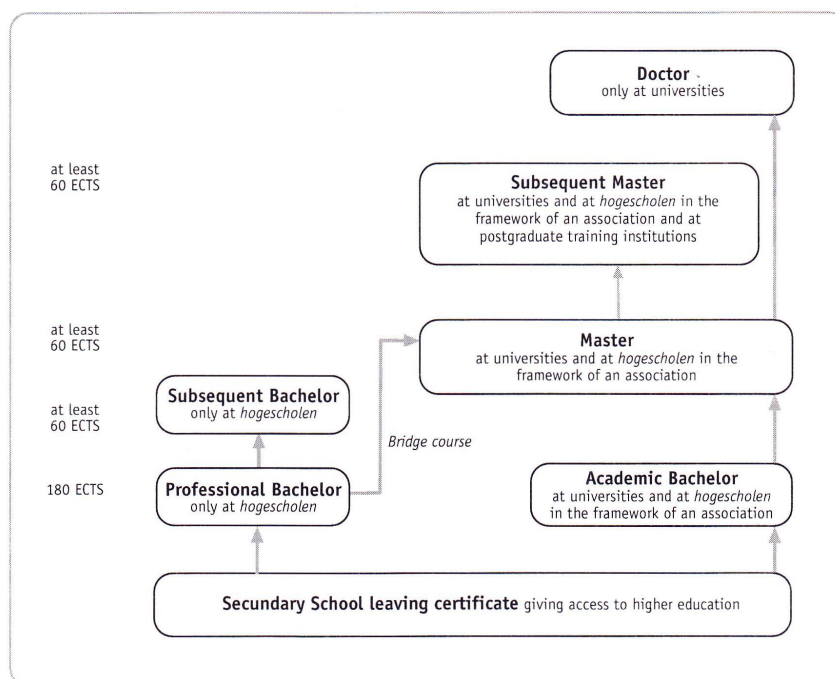 Doctor
only at universities
at least
60 ECTS
Subsequent Master
at universities and at hogescholen in the
framework of an association and at
postgraduate training institutions
at least
60 ECTS
Master
at universities and at hogescholen in the
framework of an association
Subsequent Bachelor
only at hogescholen
at least
60 ECTS
Bridge course
180 ECTS
Professional Bachelor
only at hogescholen
Academic Bachelor
at universities and at hogescholen
in the framework of an association
Secundary School leaving certificate giving access to higher education